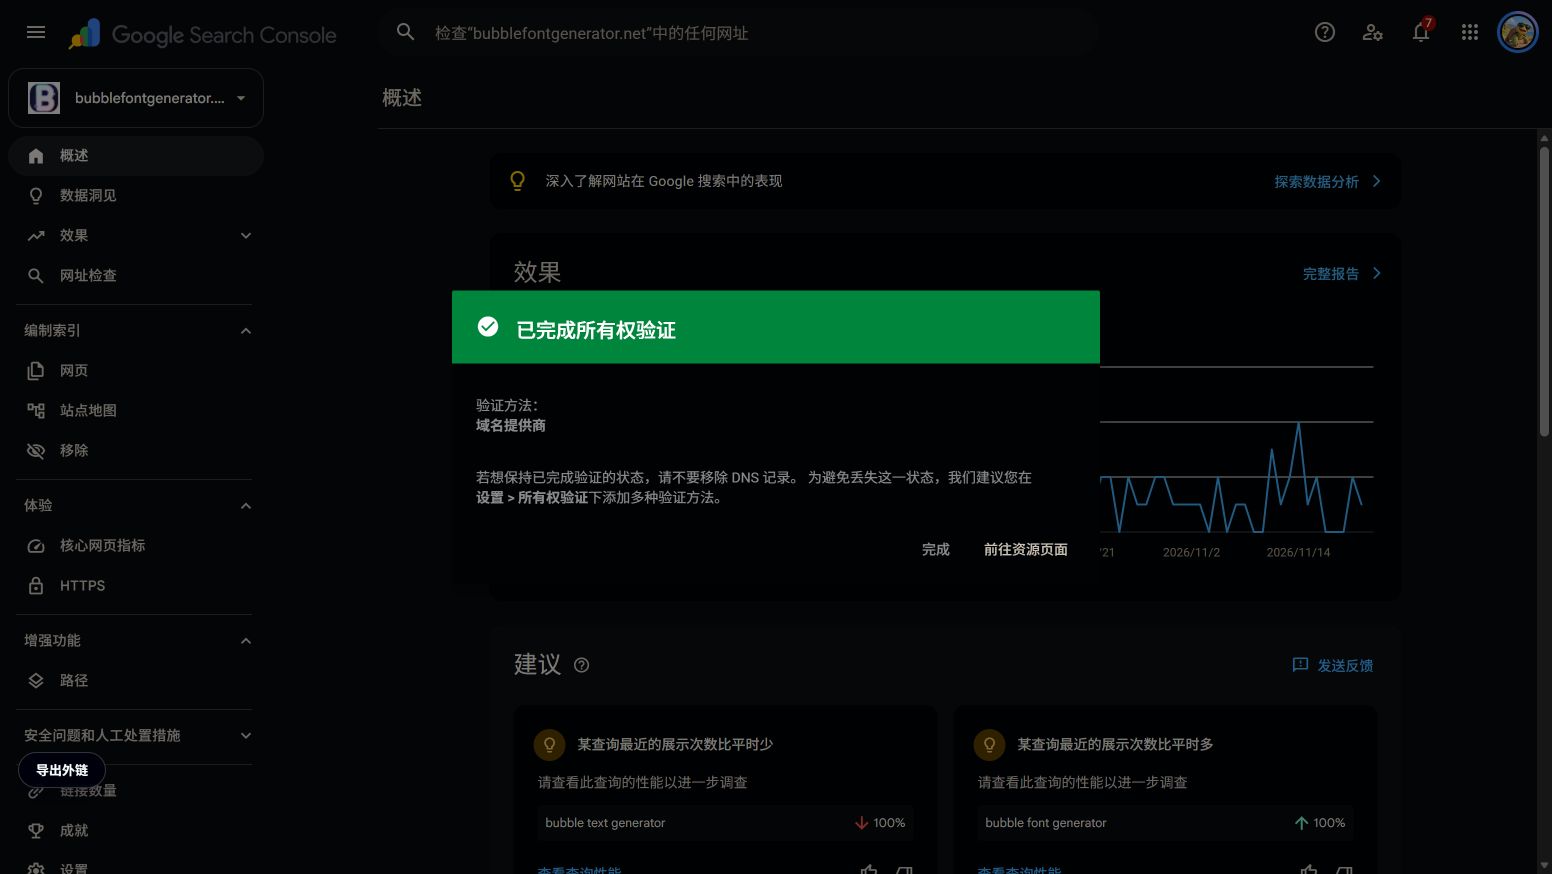 Google Search Console
检查“bubblefontgenerator.net”中的任何网址
7
B
bubblefontgenerator....
概述
概述
数据洞见
效果
网址检查
编制索引
网页
站点地图
移除
体验
核心网页指标
HTTPS
增强功能
路径
安全问题和人工处置措施
导出外链
链接数量
成就
设置
深入了解网站在 Google 搜索中的表现
探索数据分析
效果
完整报告
已完成所有权验证
验证方法：
域名提供商
若想保持已完成验证的状态，请不要移除 DNS 记录。 为避免丢失这一状态，我们建议您在
设置 > 所有权验证下添加多种验证方法。
完成 前往资源页面
/21 2026/11/2 2026/11/14
建议
发送反馈
某查询最近的展示次数比平时少
请查看此查询的性能以进一步调查
bubble text generator 100%
查看查询性能
某查询最近的展示次数比平时多
请查看此查询的性能以进一步调查
bubble font generator 100%
查看查询性能